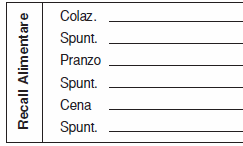 Recall Alimentare
Colaz.
Spunt.
Pranzo
Spunt.
Cena
Spunt.